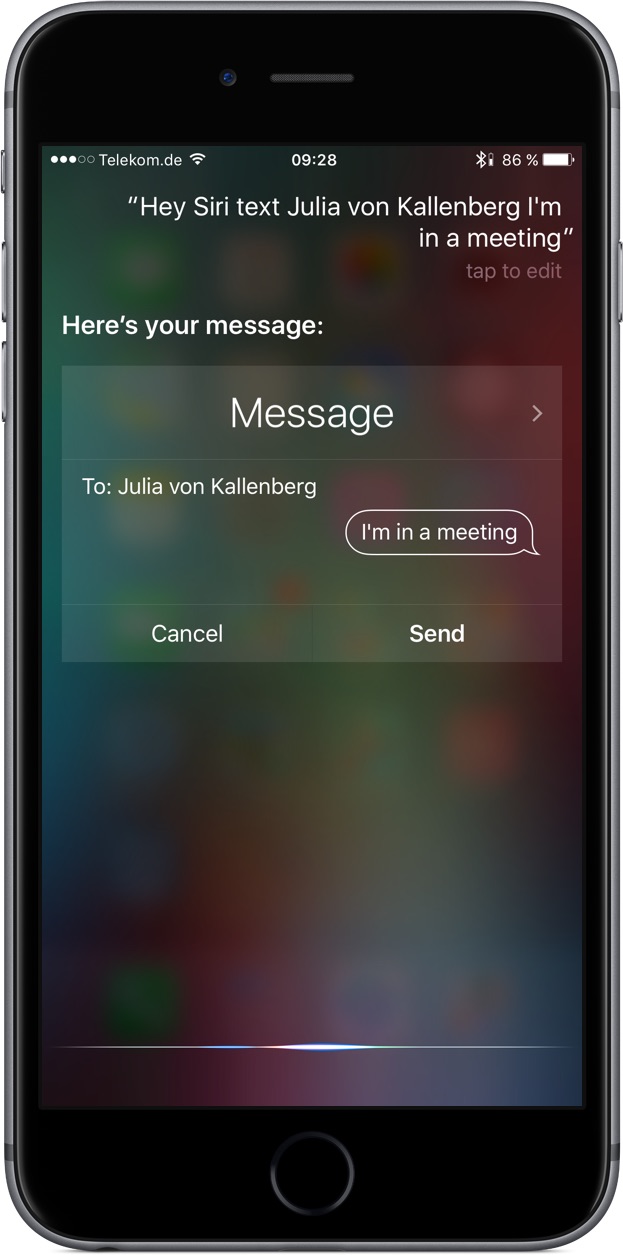 Telekom.de 09:28 86 %
“Hey Siri text Julia von Kallenberg I'm
in a meeting”
tap to edit
Here’s your message:
Message
To: Julia von Kallenberg
I'm in a meeting
Cancel Send